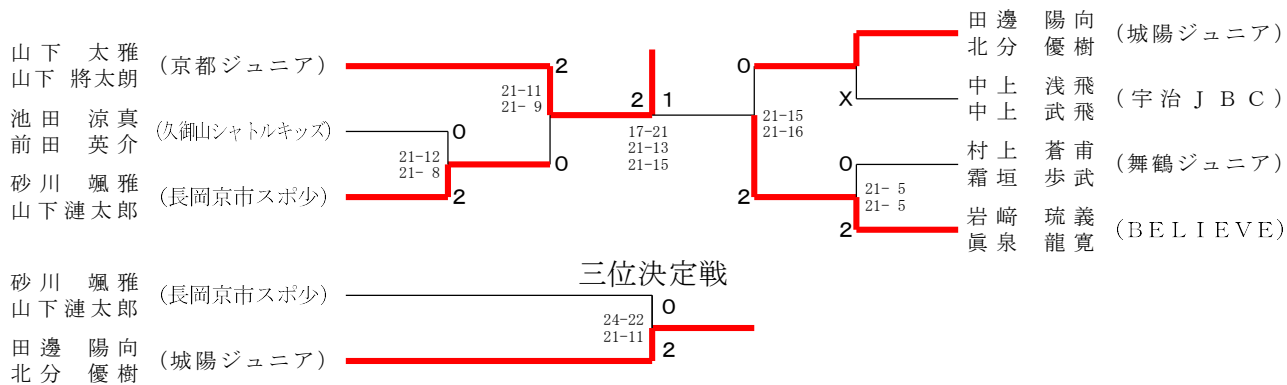 山下 太雅
山下 將太朗
(京都ジュニア)
池田 涼真
前田 英介
(久御山シャトルキッズ)
砂川 颯雅
山下漣太郎
(長岡京市スポ少)
2
21-11
21- 9
0
21-12
21- 8
0
2
2 1
17-21
21-13
21-15
0
21-15
21-16
2
X
0
21- 5
21- 5
2
田邊 陽向
北分 優樹
(城陽ジュニア)
中上 浅飛
中上 武飛
(宇治JBC)
村上 蒼甫
霜垣 歩武
(舞鶴ジュニア)
岩﨑 琉義
眞泉 龍寛
(BELIEVE)
三位決定戦
砂川 颯雅
山下漣太郎
(長岡京市スポ少)
田邊 陽向
北分 優樹
(城陽ジュニア)
0
24-22
21-11
2